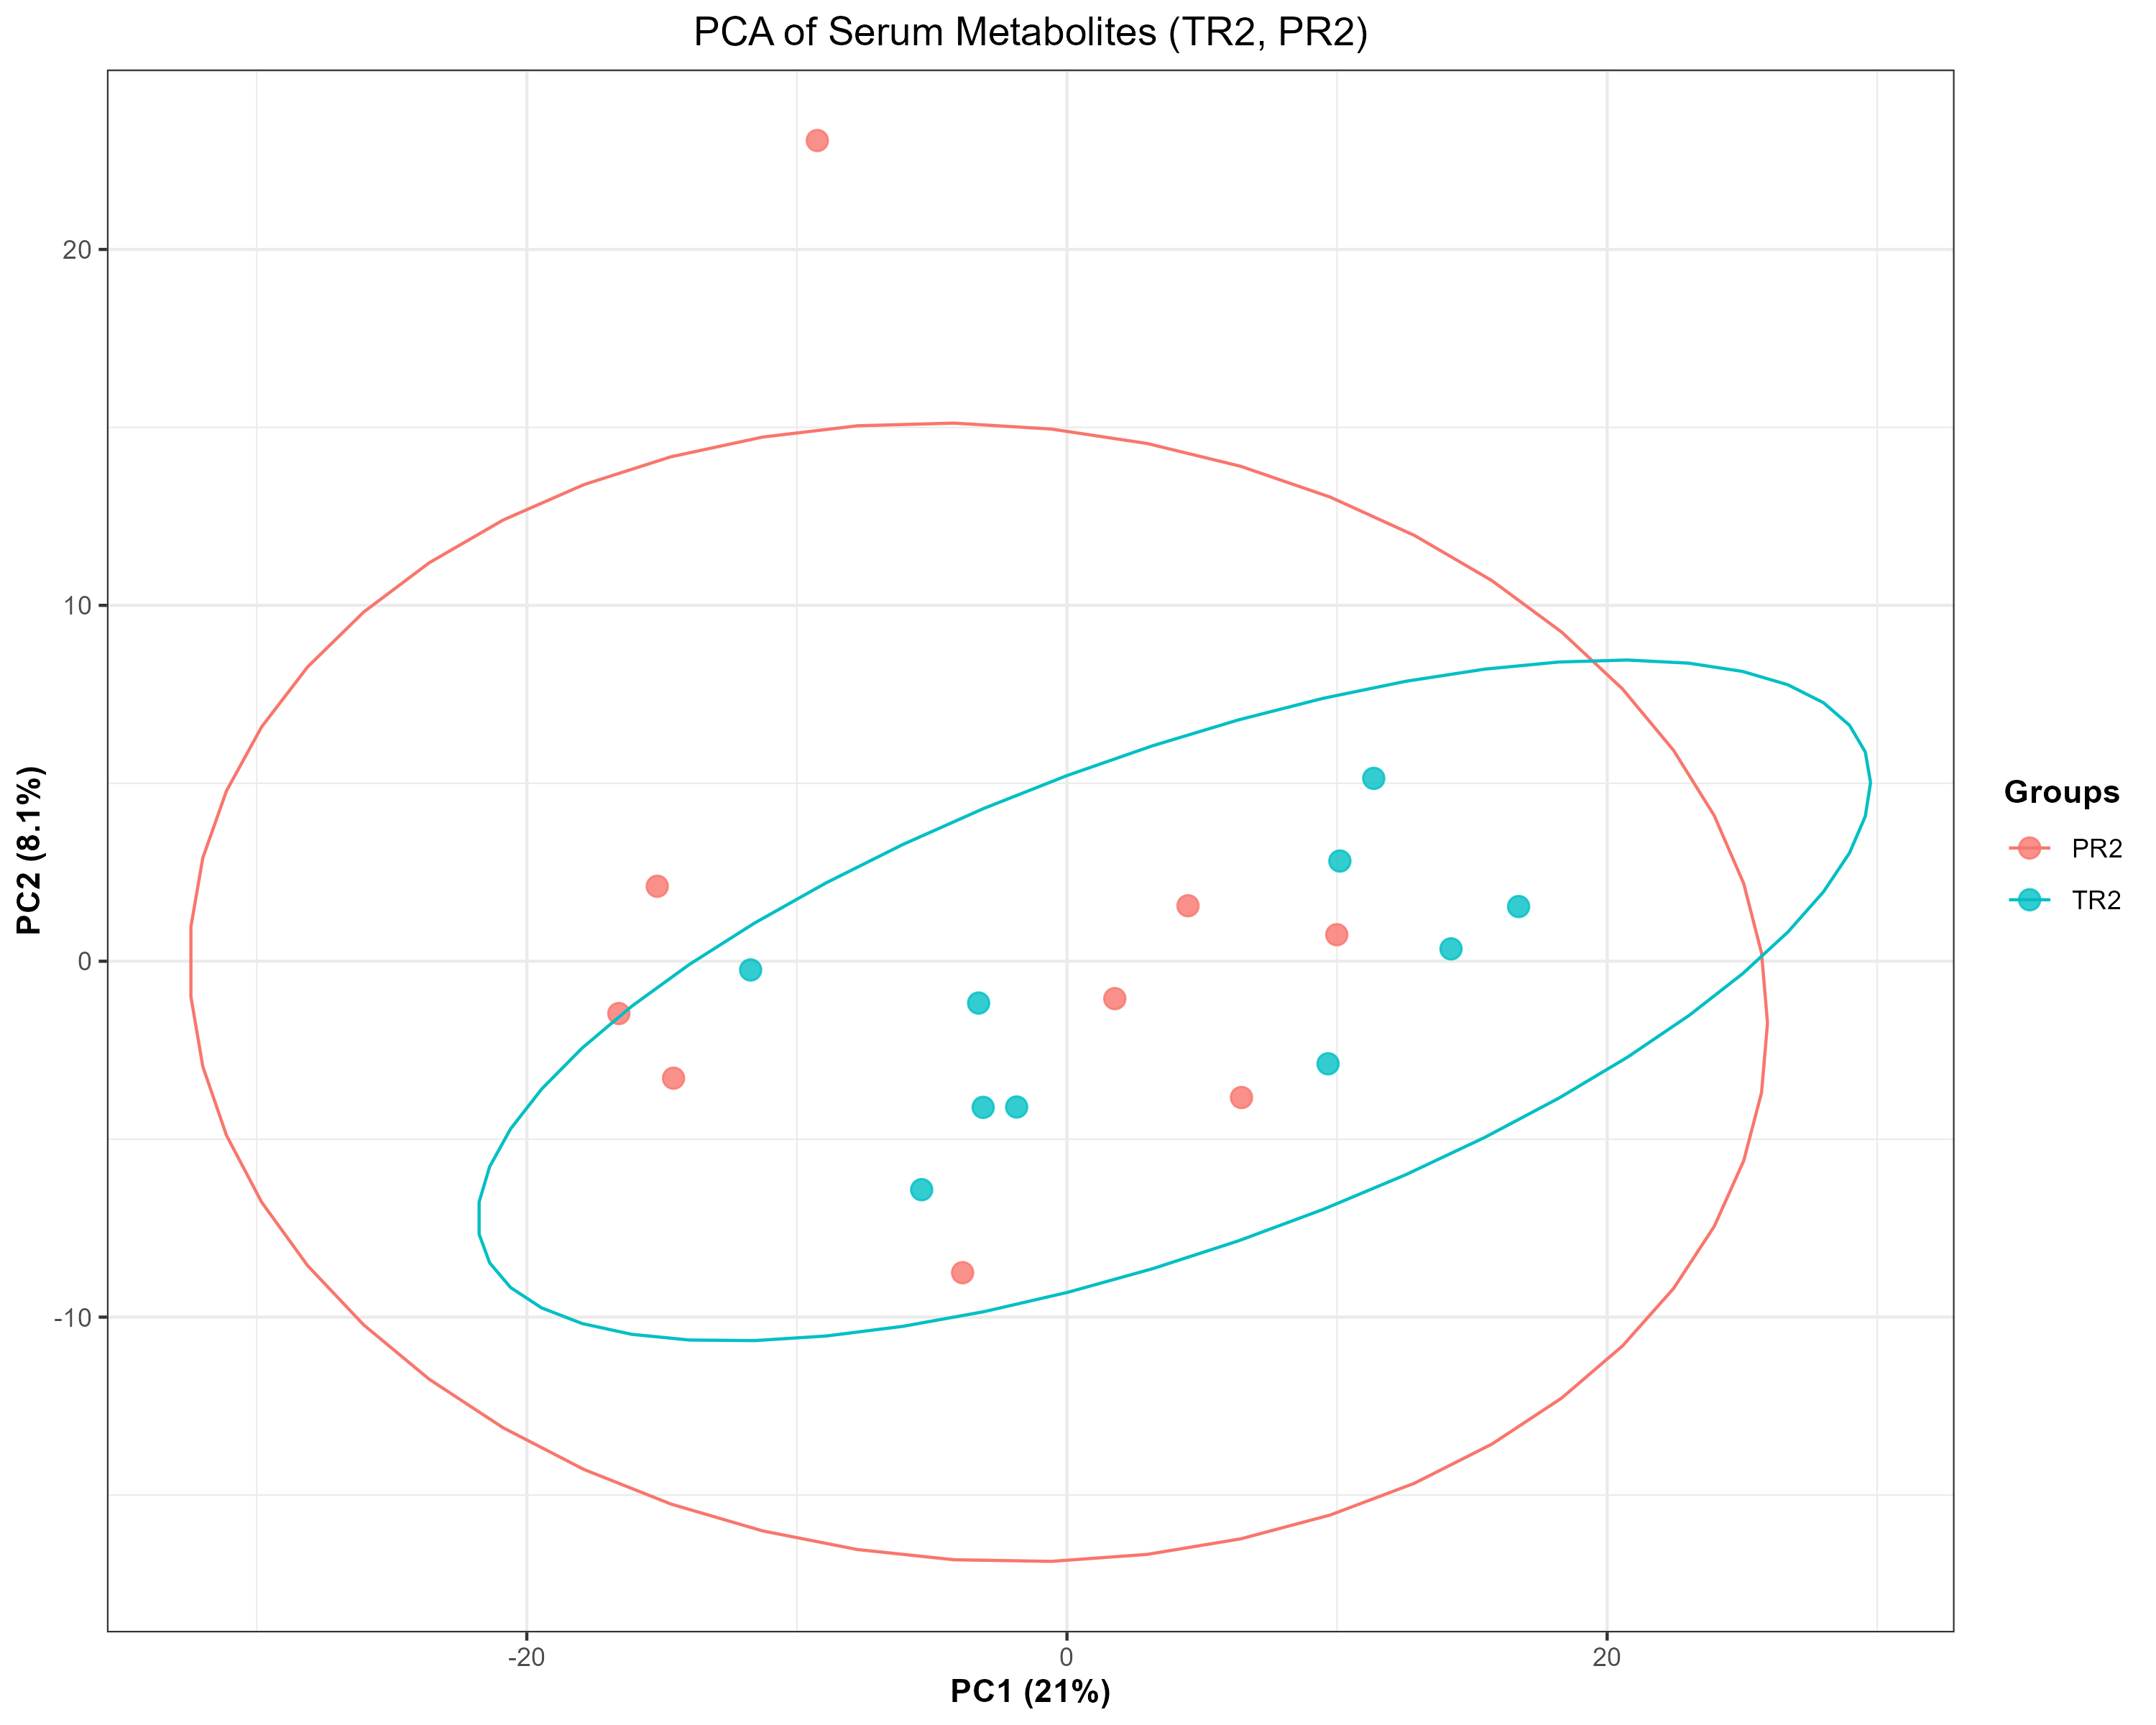 PCA of Serum Metabolites (TR2, PR2)
20
10
0
-10
PC2 (8.1%)
-20
0
20
PC1 (21%)
Groups
PR2
TR2